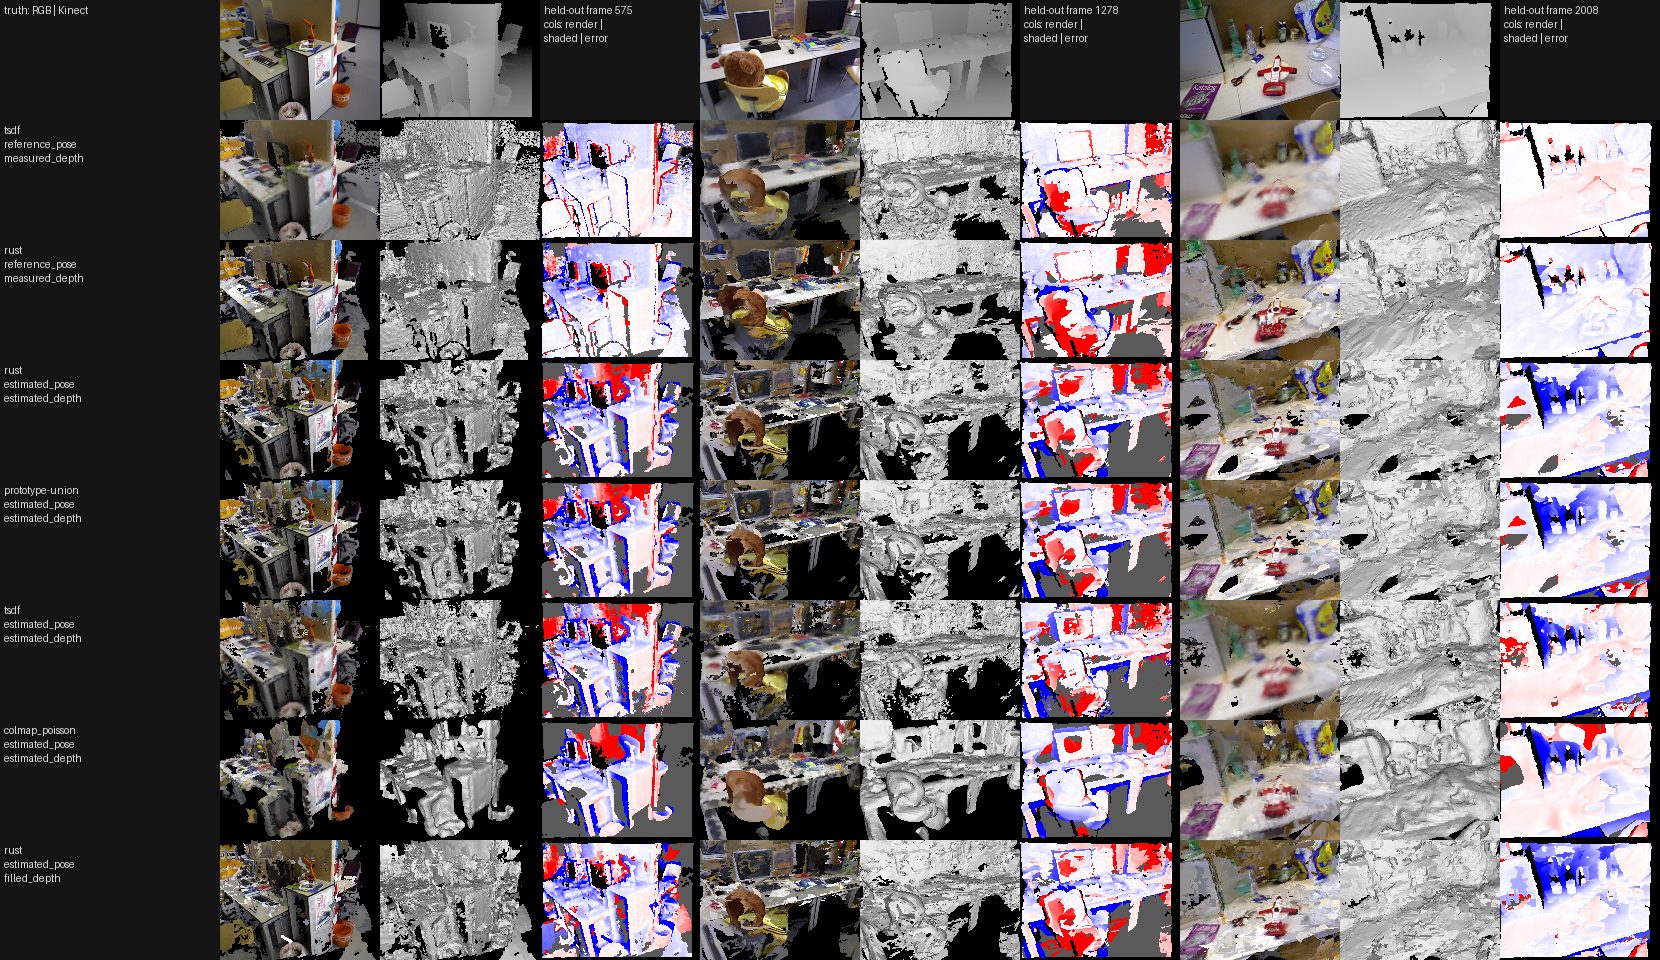 truth: RGB | Kinect
held-out frame 575
cols: render |
shaded | error
held-out frame 1278
cols: render |
shaded | error
held-out frame 2008
cols: render |
shaded | error
Katalog
tsdf
reference_pose
measured_depth
rust
reference_pose
measured_depth
rust
estimated_pose
estimated_depth
prototype-union
estimated_pose
estimated_depth
tsdf
estimated_pose
estimated_depth
colmap_poisson
estimated_pose
estimated_depth
rust
estimated_pose
filled_depth